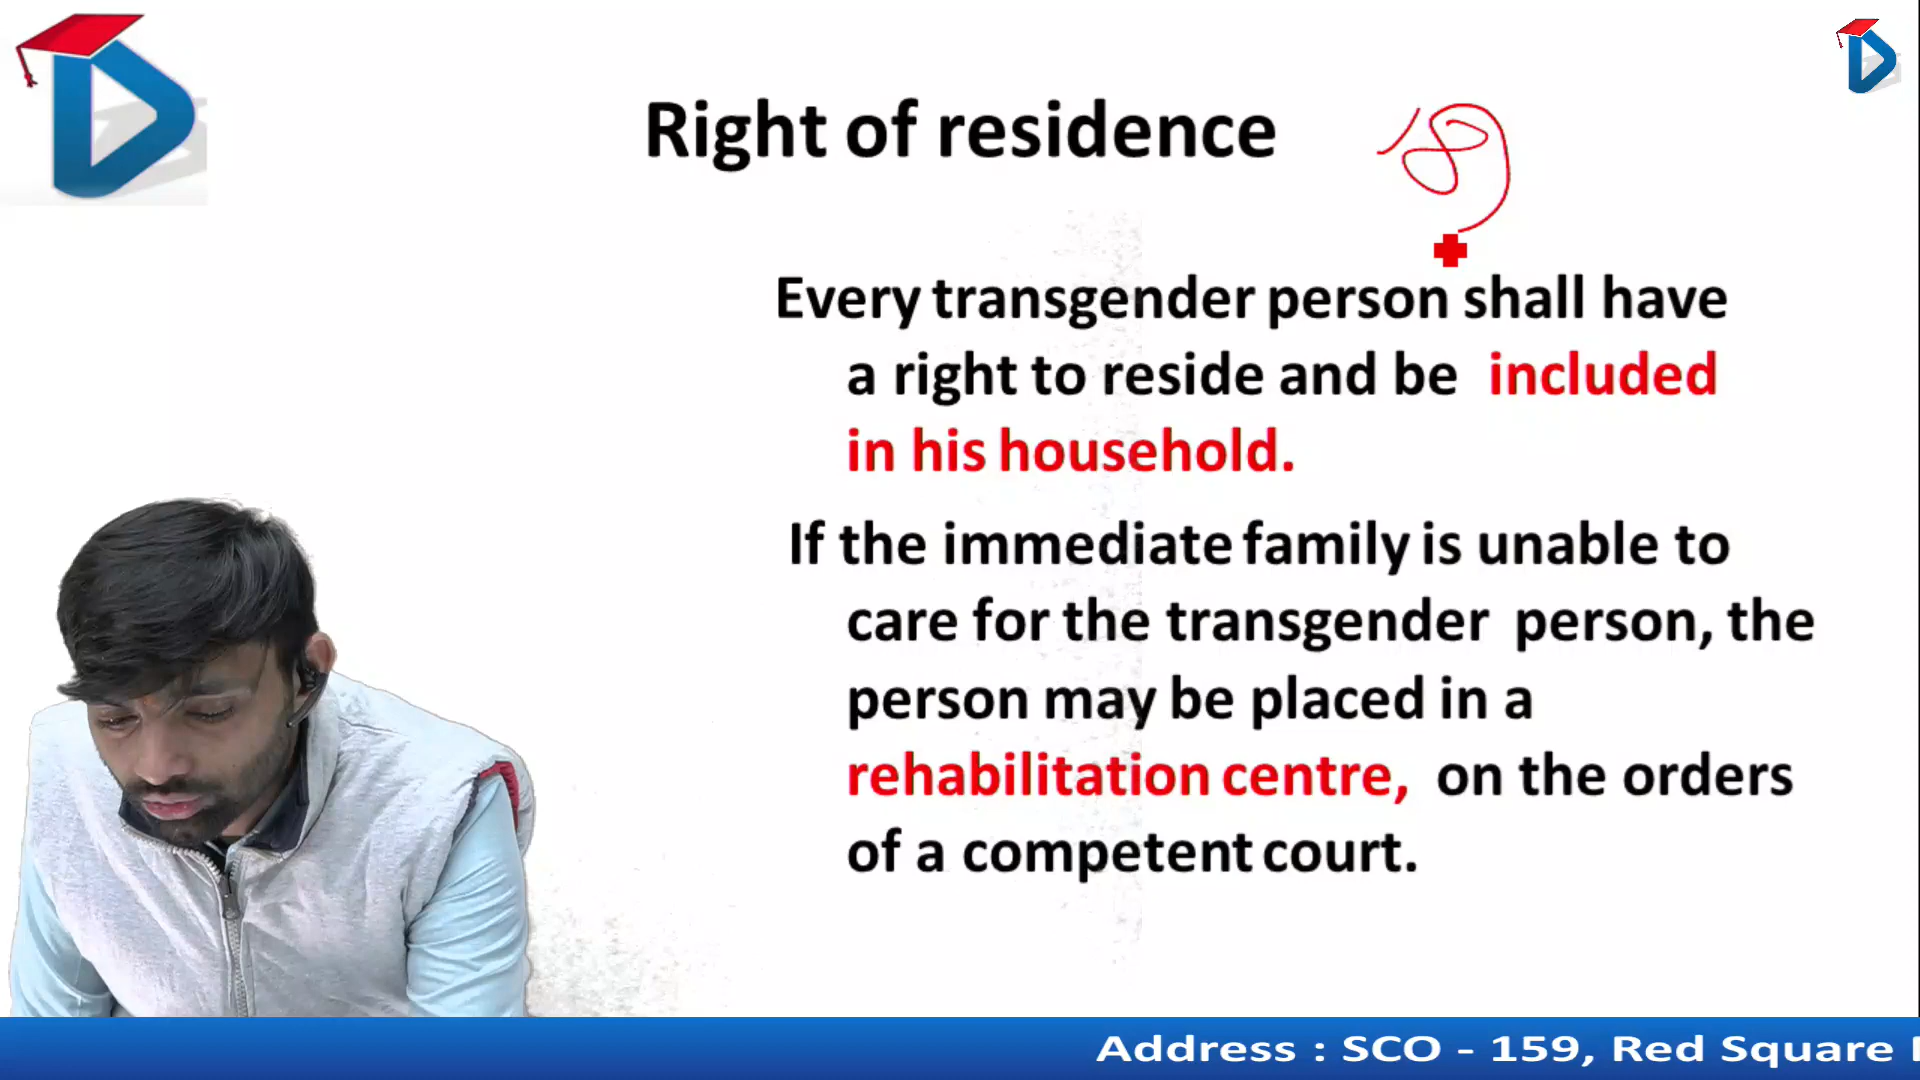 Right of residence
Every transgender person shall have
a right to reside and be included
in his household.
If the immediate family is unable to
care for the transgender person, the
person may be placed in a
rehabilitation centre, on the orders
of a competent court.
Address : SCO - 159, Red Square